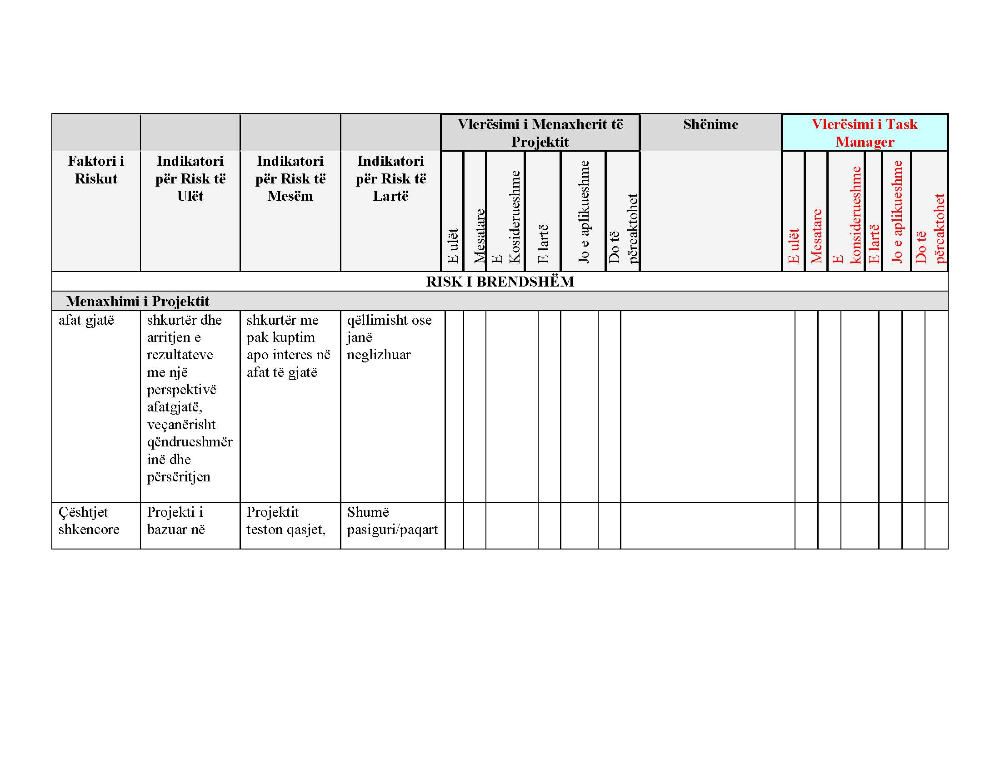 Vlerësimi i Menaxherit të
Projektit
Shënime
Vlerësimi i Task
Manager
Faktori i
Riskut
Indikatori
për Risk të
Ulët
Indikatori
për Risk të
Mesëm
Indikatori
për Risk të
Lartë
E ulët
Mesatare
E
Kosiderueshme
E lartë
Jo e aplikueshme
Do të
përcaktohet
E ulët
Mesatare
E
konsiderueshme
E lartë
Jo e aplikueshme
Do të
përcaktohet
RISK I BRENDSHËM
Menaxhimi i Projektit
afat gjatë
shkurtër dhe
arritjen e
rezultateve
me një
perspektivë
afatgjatë,
veçanërisht
qëndrueshmër
inë dhe
përsëritjen
shkurtër me
pak kuptim
apo interes në
afat të gjatë
qëllimisht ose
janë
neglizhuar
Çështjet
shkencore
Projekti i
bazuar në
Projektit
teston qasjet,
Shumë
pasiguri/paqart